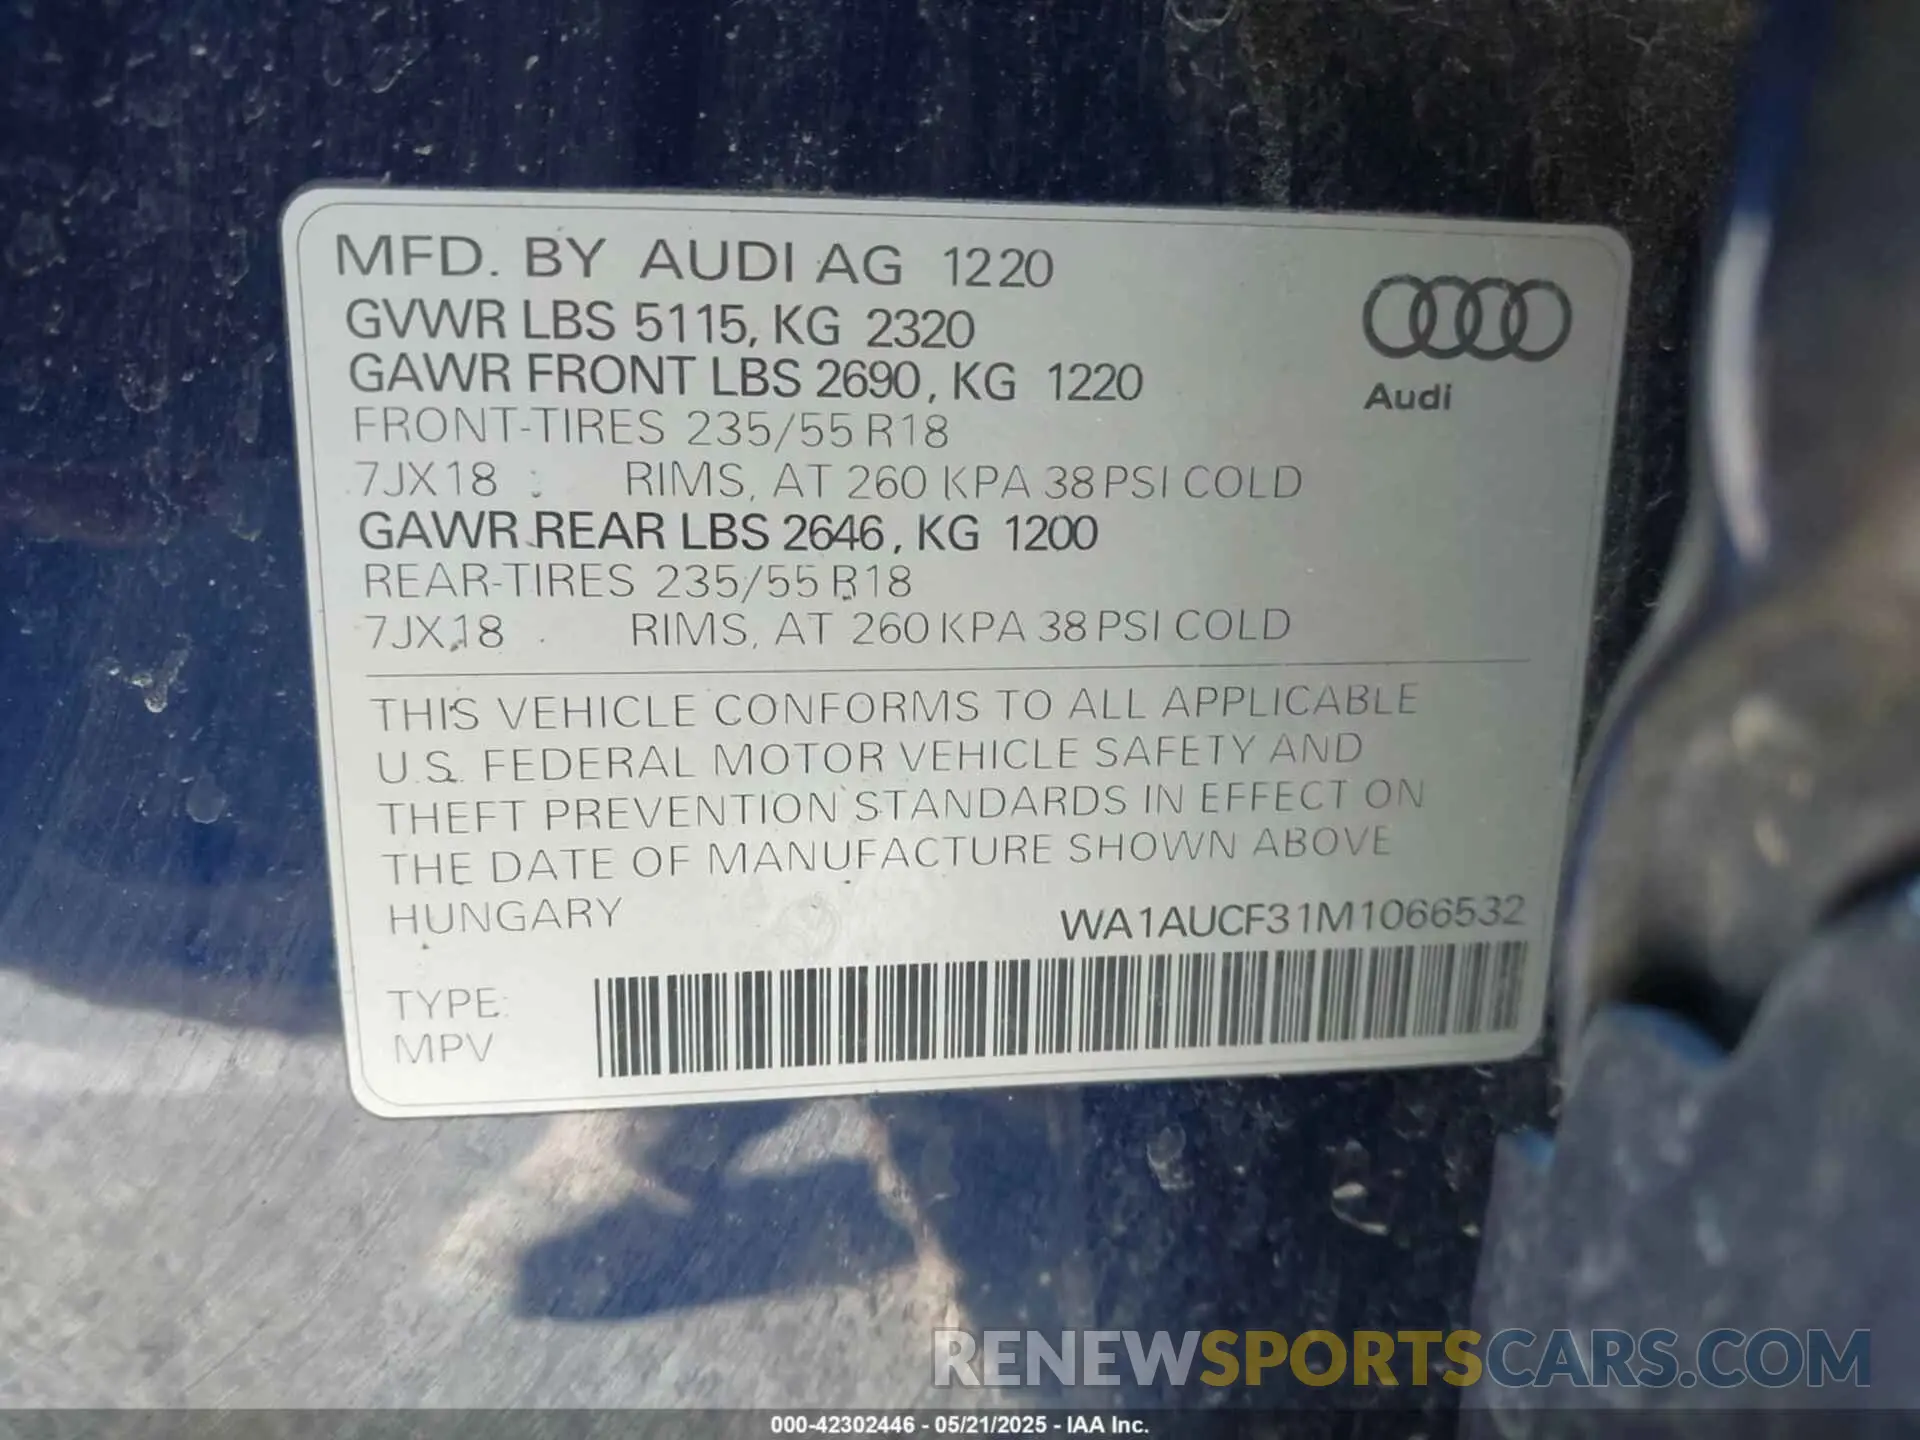 MFD. BY AUDI AG 1220
GVWR LBS 5115, KG 2320
GAWR FRONT LBS 2690, KG 1220
FRONT-TIRES 235/55 R18
7JX18 RIMS, AT 260 KPA 38 PSI COLD
GAWR REAR LBS 2646, KG 1200
REAR-TIRES 235/55 R18
7JX18 RIMS, AT 260 KPA 38 PSI COLD
Audi
THIS VEHICLE CONFORMS TO ALL APPLICABLE
U.S. FEDERAL MOTOR VEHICLE SAFETY AND
THEFT PREVENTION STANDARDS IN EFFECT ON
THE DATE OF MANUFACTURE SHOWN ABOVE
HUNGARY WA1AUCF31M1066532
TYPE:
MPV
RENEWSPORTSCARS.COM
000-42302446 - 05/21/2025 - IAA Inc.